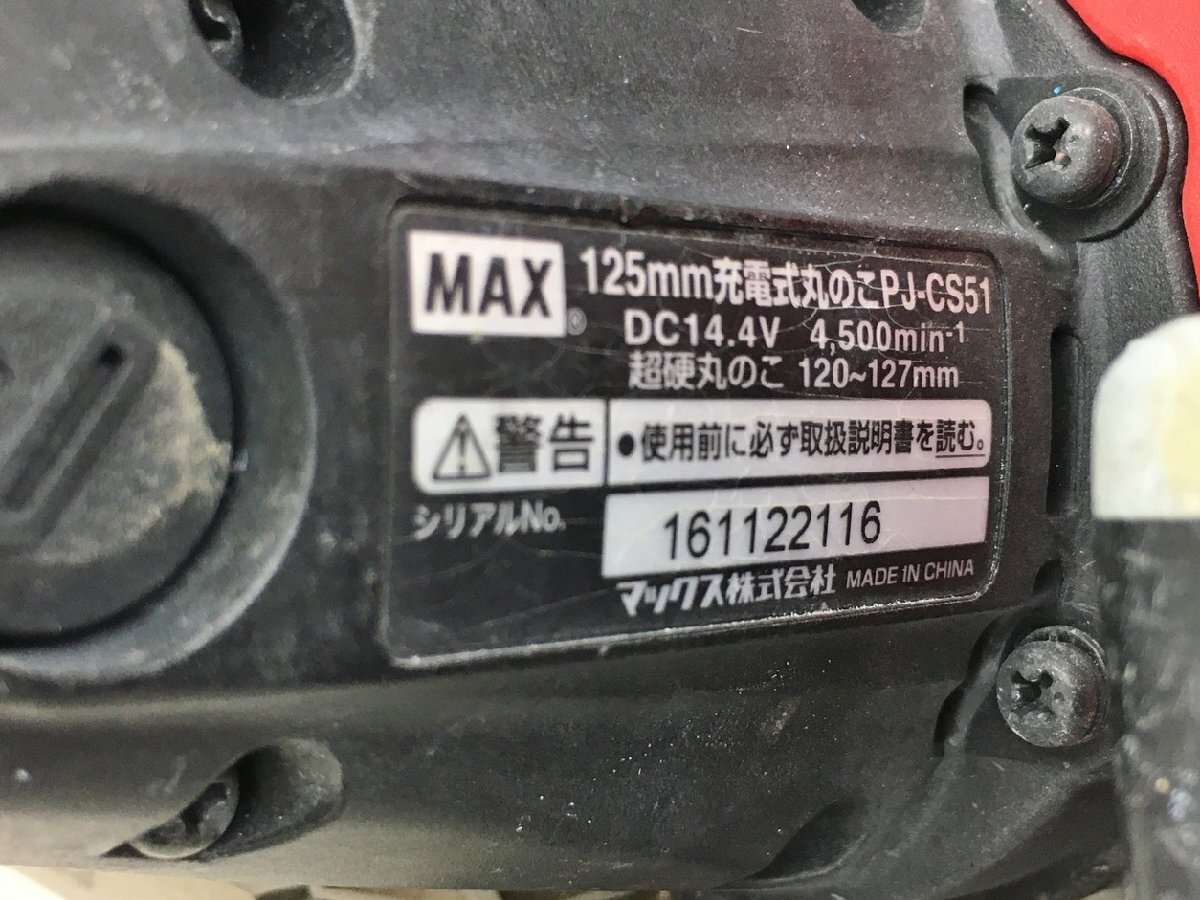 MAX® 125mm充電式丸のこPJ-CS51
DC14.4V 4,500min-1
超硬丸のこ 120~127mm
警告 ●使用前に必ず取扱説明書を読む。
シリアルNo. 161122116
マックス株式会社 MADE IN CHINA